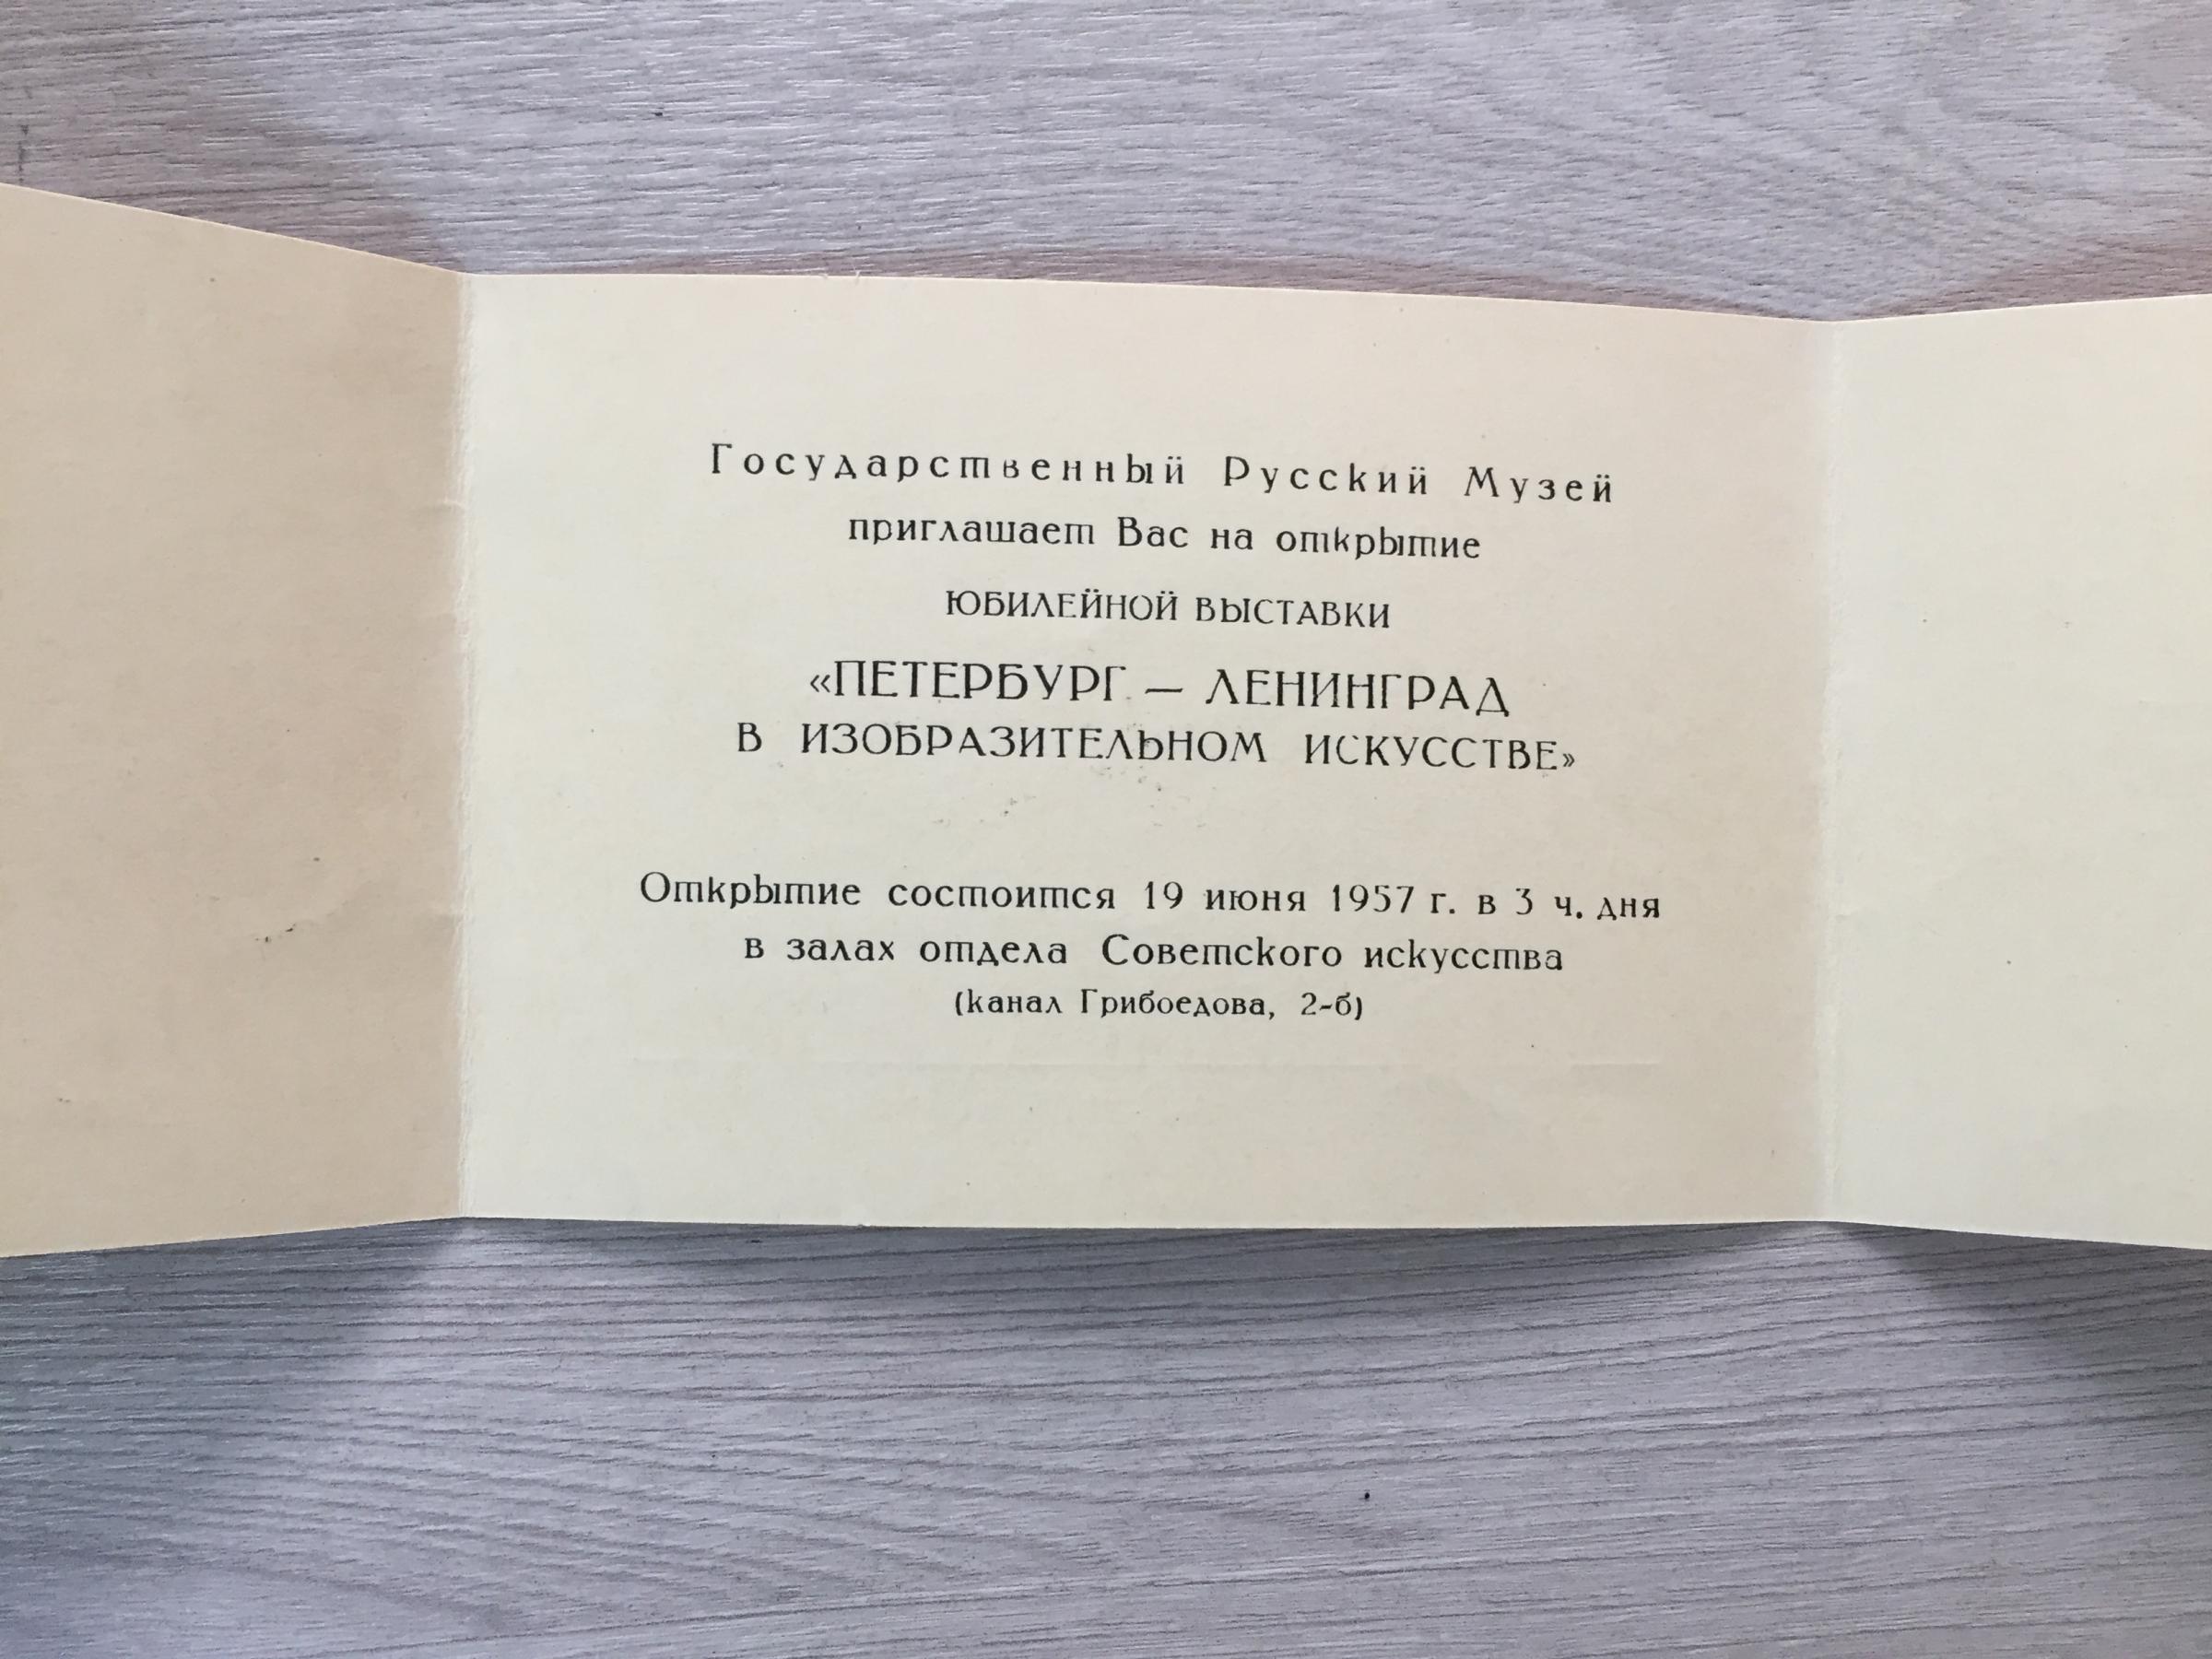 Государственный Русский Музей
приглашает Вас на открытие
ЮБИЛЕЙНОЙ ВЫСТАВКИ
«ПЕТЕРБУРГ — ЛЕНИНГРАД
В ИЗОБРАЗИТЕЛЬНОМ ИСКУССТВЕ»
Открытие состоится 19 июня 1957 г. в 3 ч. дня
в залах отдела Советского искусства
(канал Грибоедова, 2-б)